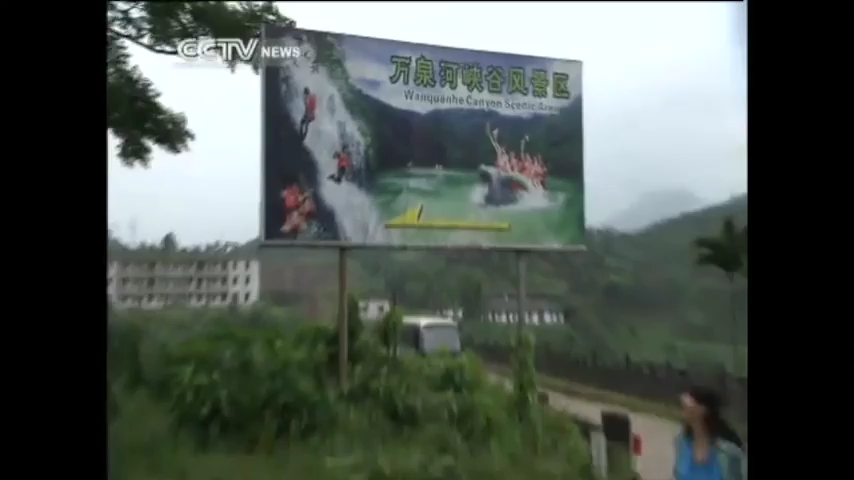 CCTV NEWS
万泉河峡谷风景区
Wanquanhe Canyon Scenic Area